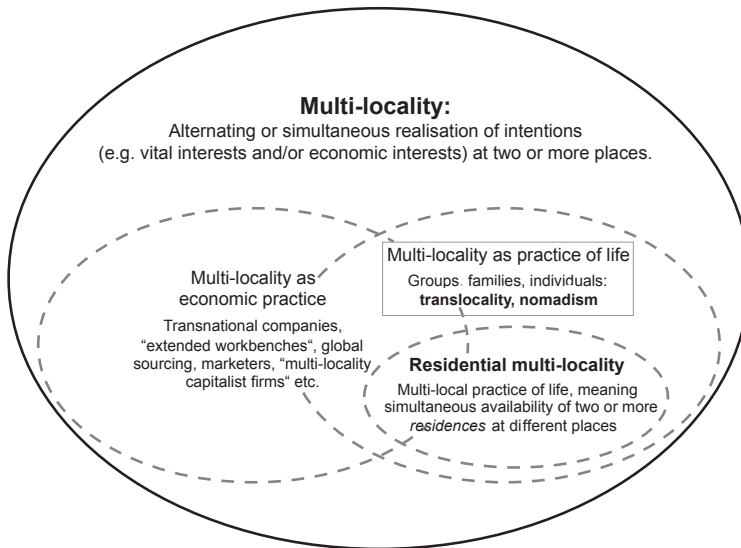 Multi-locality:
Alternating or simultaneous realisation of intentions
(e.g. vital interests and/or economic interests) at two or more places.
Multi-locality as
economic practice
Transnational companies,
“extended workbenches“, global
sourcing, marketers, “multi-locality
capitalist firms“ etc.
Multi-locality as practice of life
Groups, families, individuals:
translocality, nomadism
Residential multi-locality
Multi-local practice of life, meaning
simultaneous availability of two or more
residences at different places